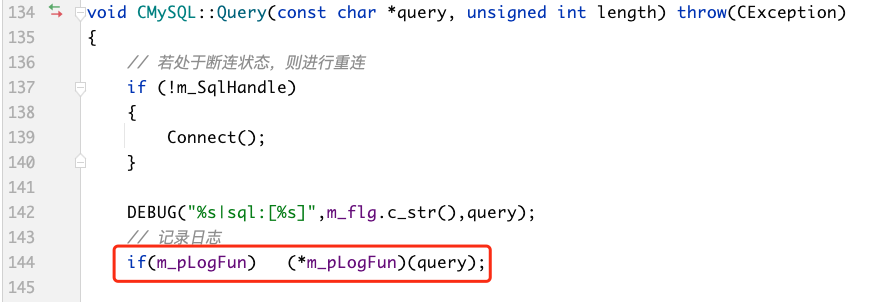 134 void CMySQL::Query(const char *query, unsigned int length) throw(CException)
135 {
136     // 若处于断连状态，则进行重连
137     if (!m_SqlHandle)
138     {
139         Connect();
140     }
141
142     DEBUG("%s|sql:[%s]",m_flg.c_str(),query);
143     // 记录日志
144     if(m_pLogFun)   (*m_pLogFun)(query);
145